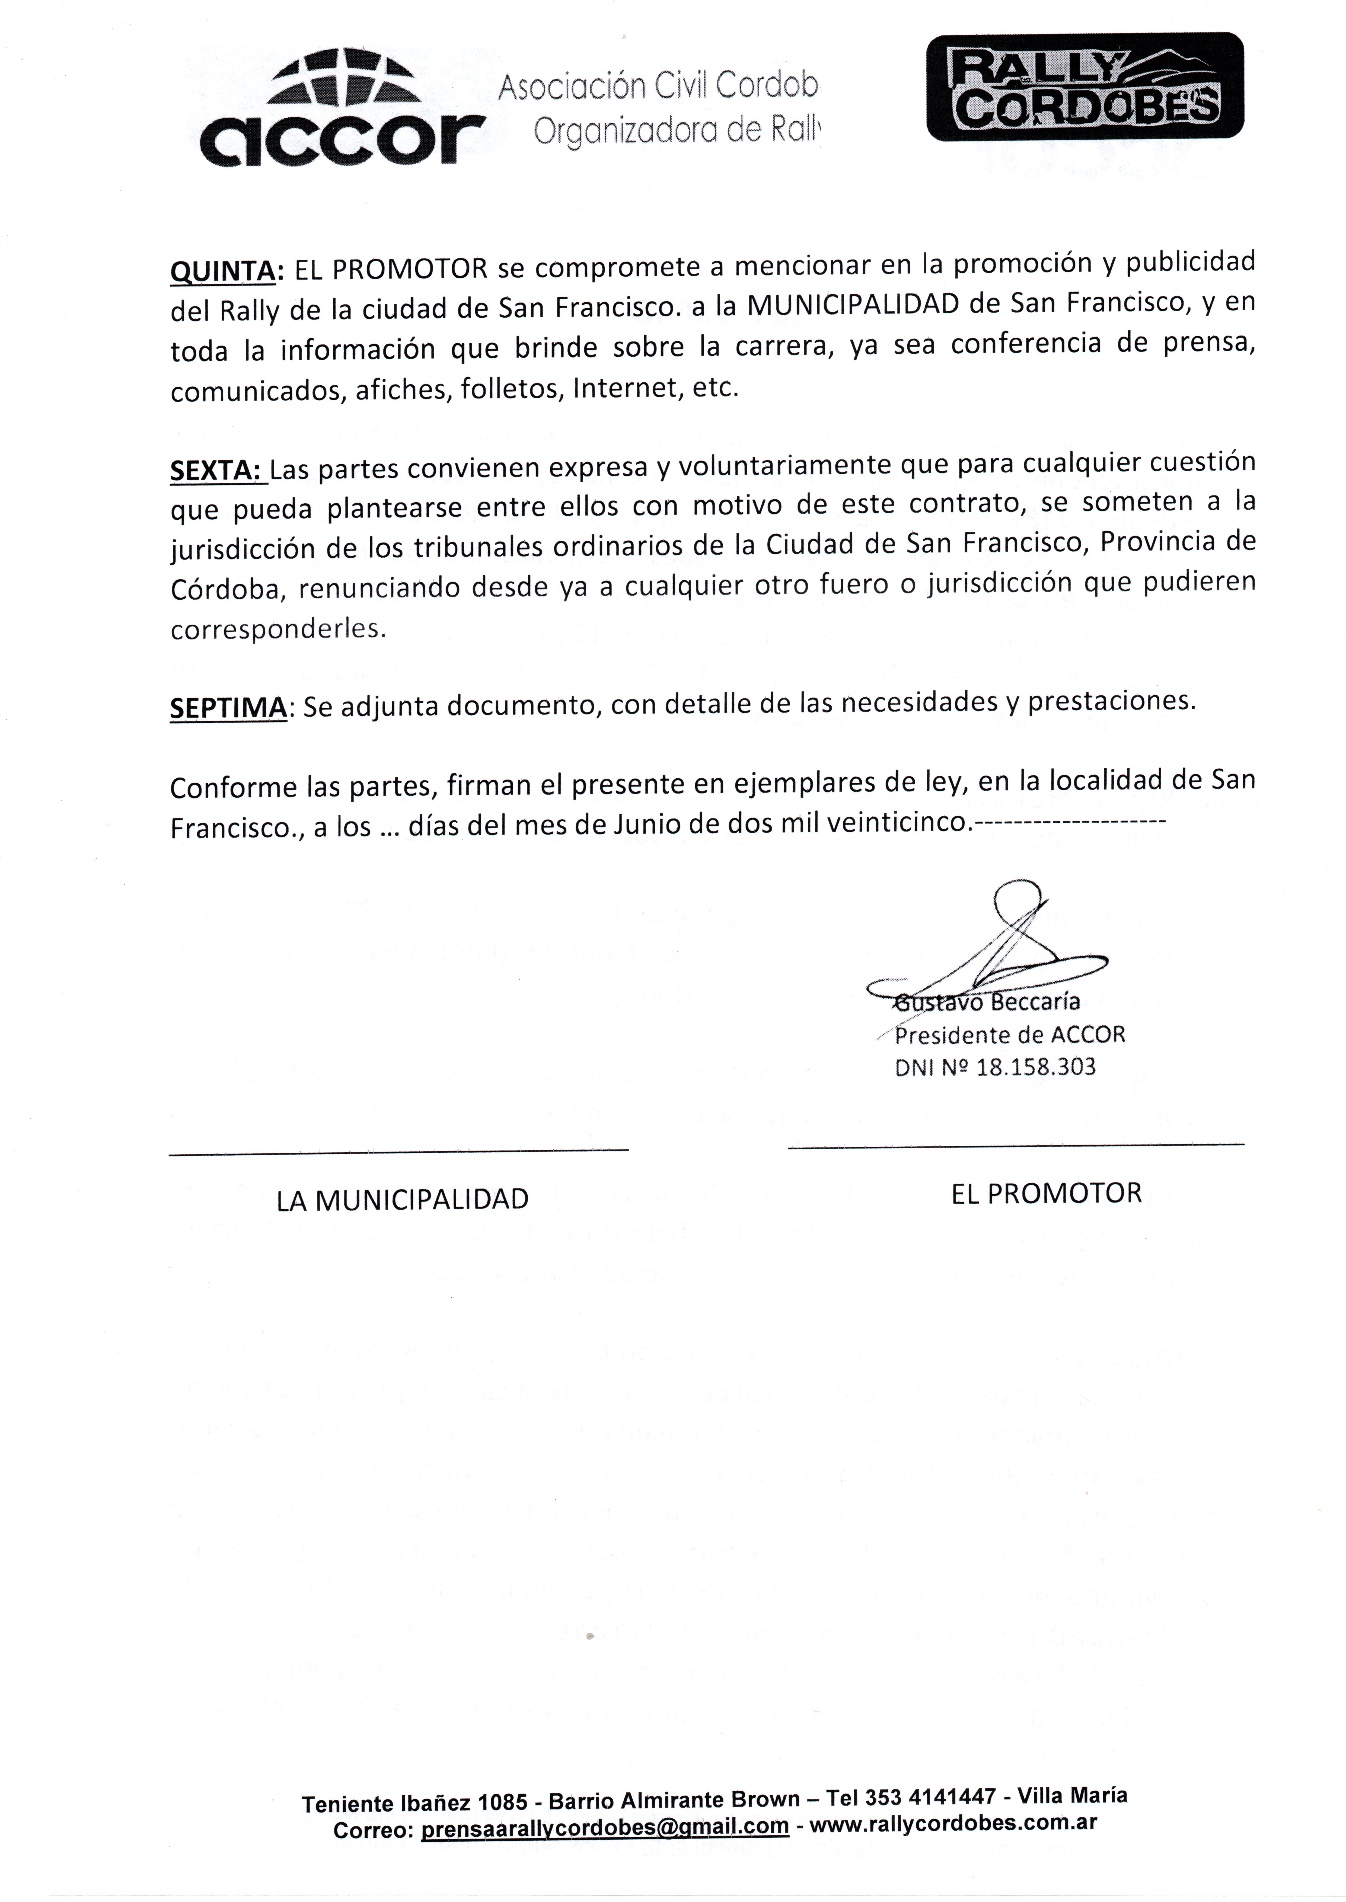 accor
Asociación Civil Cordob
Organizadora de Rall
RALLY
CORDOBES
QUINTA: EL PROMOTOR se compromete a mencionar en la promoción y publicidad
del Rally de la ciudad de San Francisco. a la MUNICIPALIDAD de San Francisco, y en
toda la información que brinde sobre la carrera, ya sea conferencia de prensa,
comunicados, afiches, folletos, Internet, etc.
SEXTA: Las partes convienen expresa y voluntariamente que para cualquier cuestión
que pueda plantearse entre ellos con motivo de este contrato, se someten a la
jurisdicción de los tribunales ordinarios de la Ciudad de San Francisco, Provincia de
Córdoba, renunciando desde ya a cualquier otro fuero o jurisdicción que pudieren
corresponderles.
SEPTIMA: Se adjunta documento, con detalle de las necesidades y prestaciones.
Conforme las partes, firman el presente en ejemplares de ley, en la localidad de San
Francisco., a los ... días del mes de Junio de dos mil veinticinco.--------------------
Gustavo Beccaría
Presidente de ACCOR
DNI Nº 18.158.303
LA MUNICIPALIDAD
EL PROMOTOR
Teniente Ibañez 1085 - Barrio Almirante Brown – Tel 353 4141447 - Villa María
Correo: prensaarallycordobes@gmail.com - www.rallycordobes.com.ar